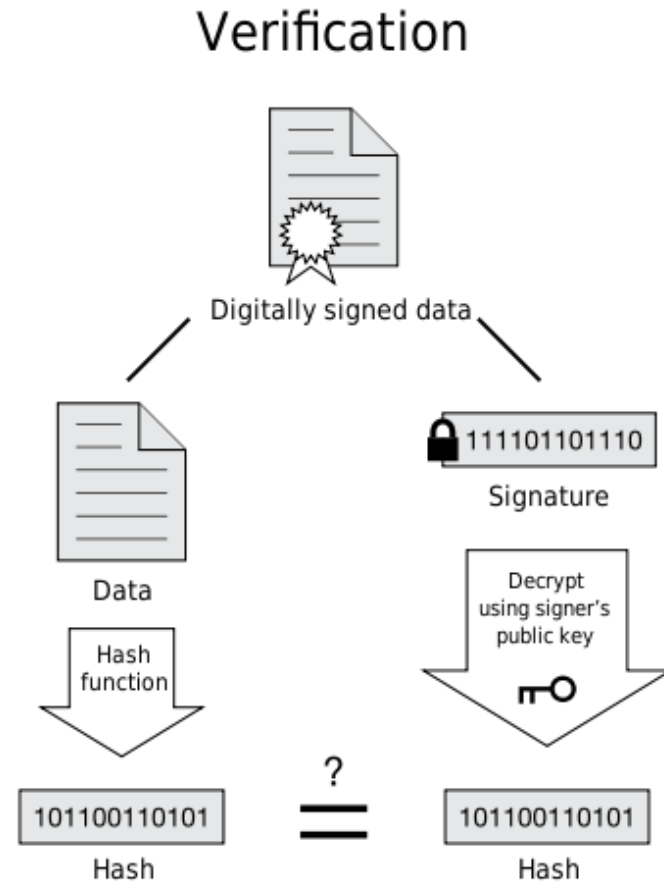 Verification
Digitally signed data
111101101110
Signature
Data
Decrypt
using signer's
public key
Hash
function
?
101100110101
101100110101
Hash
Hash